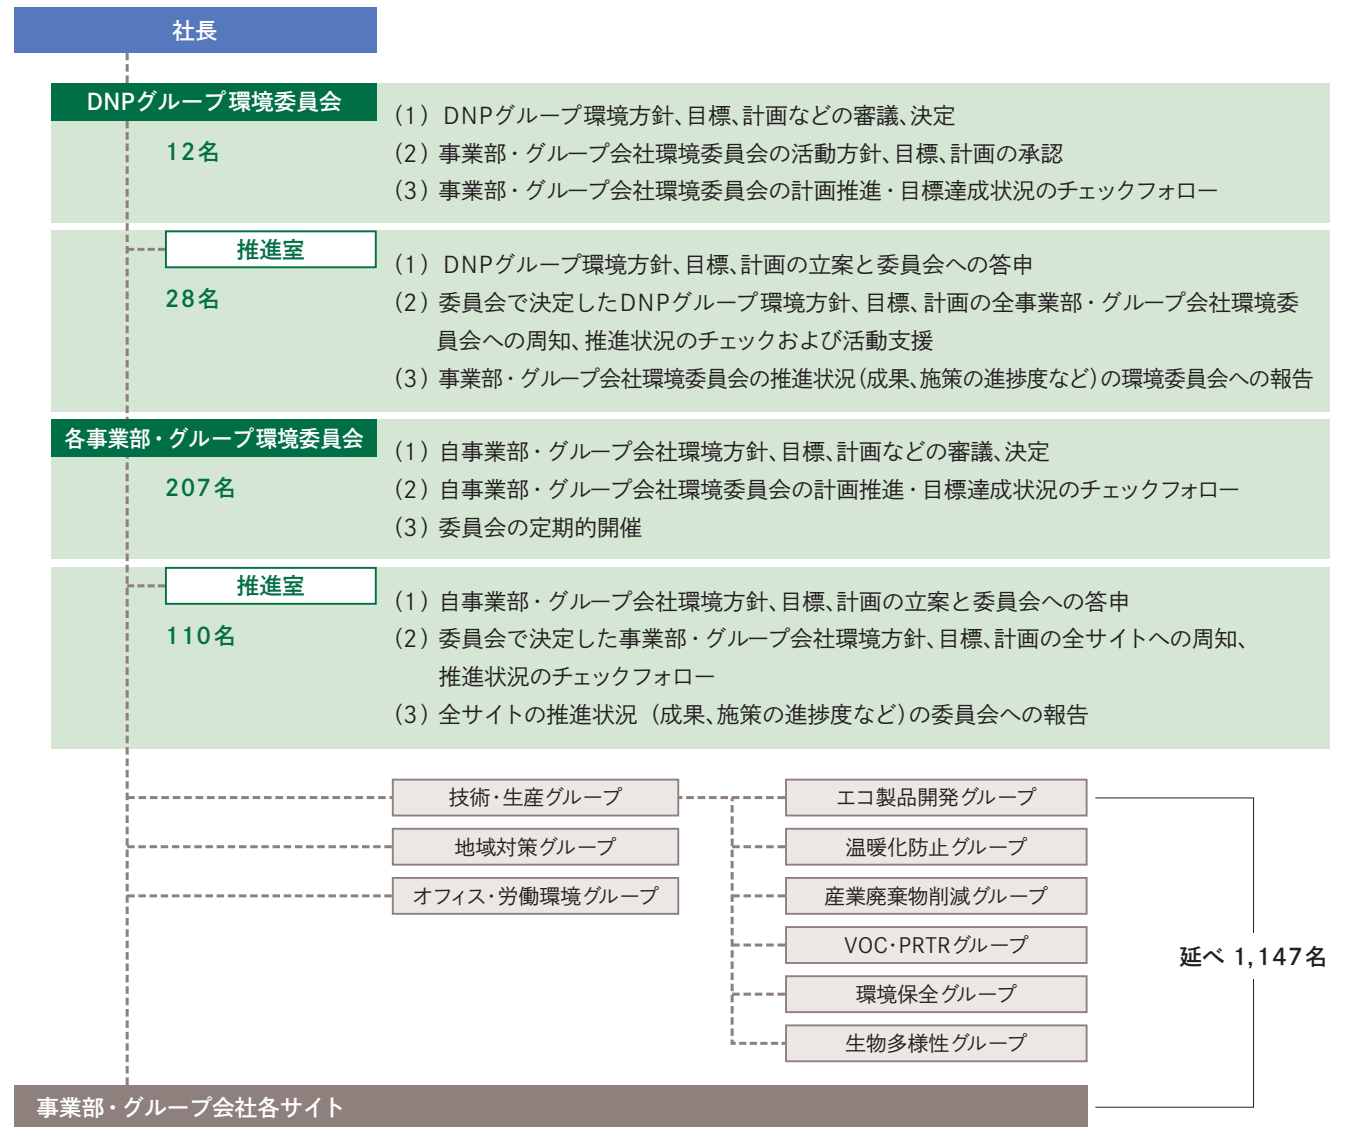 社長
DNPグループ環境委員会
12名
(1) DNPグループ環境方針、目標、計画などの審議、決定
(2) 事業部・グループ会社環境委員会の活動方針、目標、計画の承認
(3) 事業部・グループ会社環境委員会の計画推進・目標達成状況のチェックフォロー
推進室
28名
(1) DNPグループ環境方針、目標、計画の立案と委員会への答申
(2) 委員会で決定したDNPグループ環境方針、目標、計画の全事業部・グループ会社環境委
員会への周知、推進状況のチェックおよび活動支援
(3) 事業部・グループ会社環境委員会の推進状況(成果、施策の進捗度など)の環境委員会への報告
各事業部・グループ環境委員会
207名
(1) 自事業部・グループ会社環境方針、目標、計画などの審議、決定
(2) 自事業部・グループ会社環境委員会の計画推進・目標達成状況のチェックフォロー
(3) 委員会の定期的開催
推進室
110名
(1) 自事業部・グループ会社環境方針、目標、計画の立案と委員会への答申
(2) 委員会で決定した事業部・グループ会社環境方針、目標、計画の全サイトへの周知、
推進状況のチェックフォロー
(3) 全サイトの推進状況 (成果、施策の進捗度など)の委員会への報告
技術・生産グループ
地域対策グループ
オフィス・労働環境グループ
エコ製品開発グループ
温暖化防止グループ
産業廃棄物削減グループ
VOC・PRTRグループ
環境保全グループ
生物多様性グループ
延べ 1,147名
事業部・グループ会社各サイト